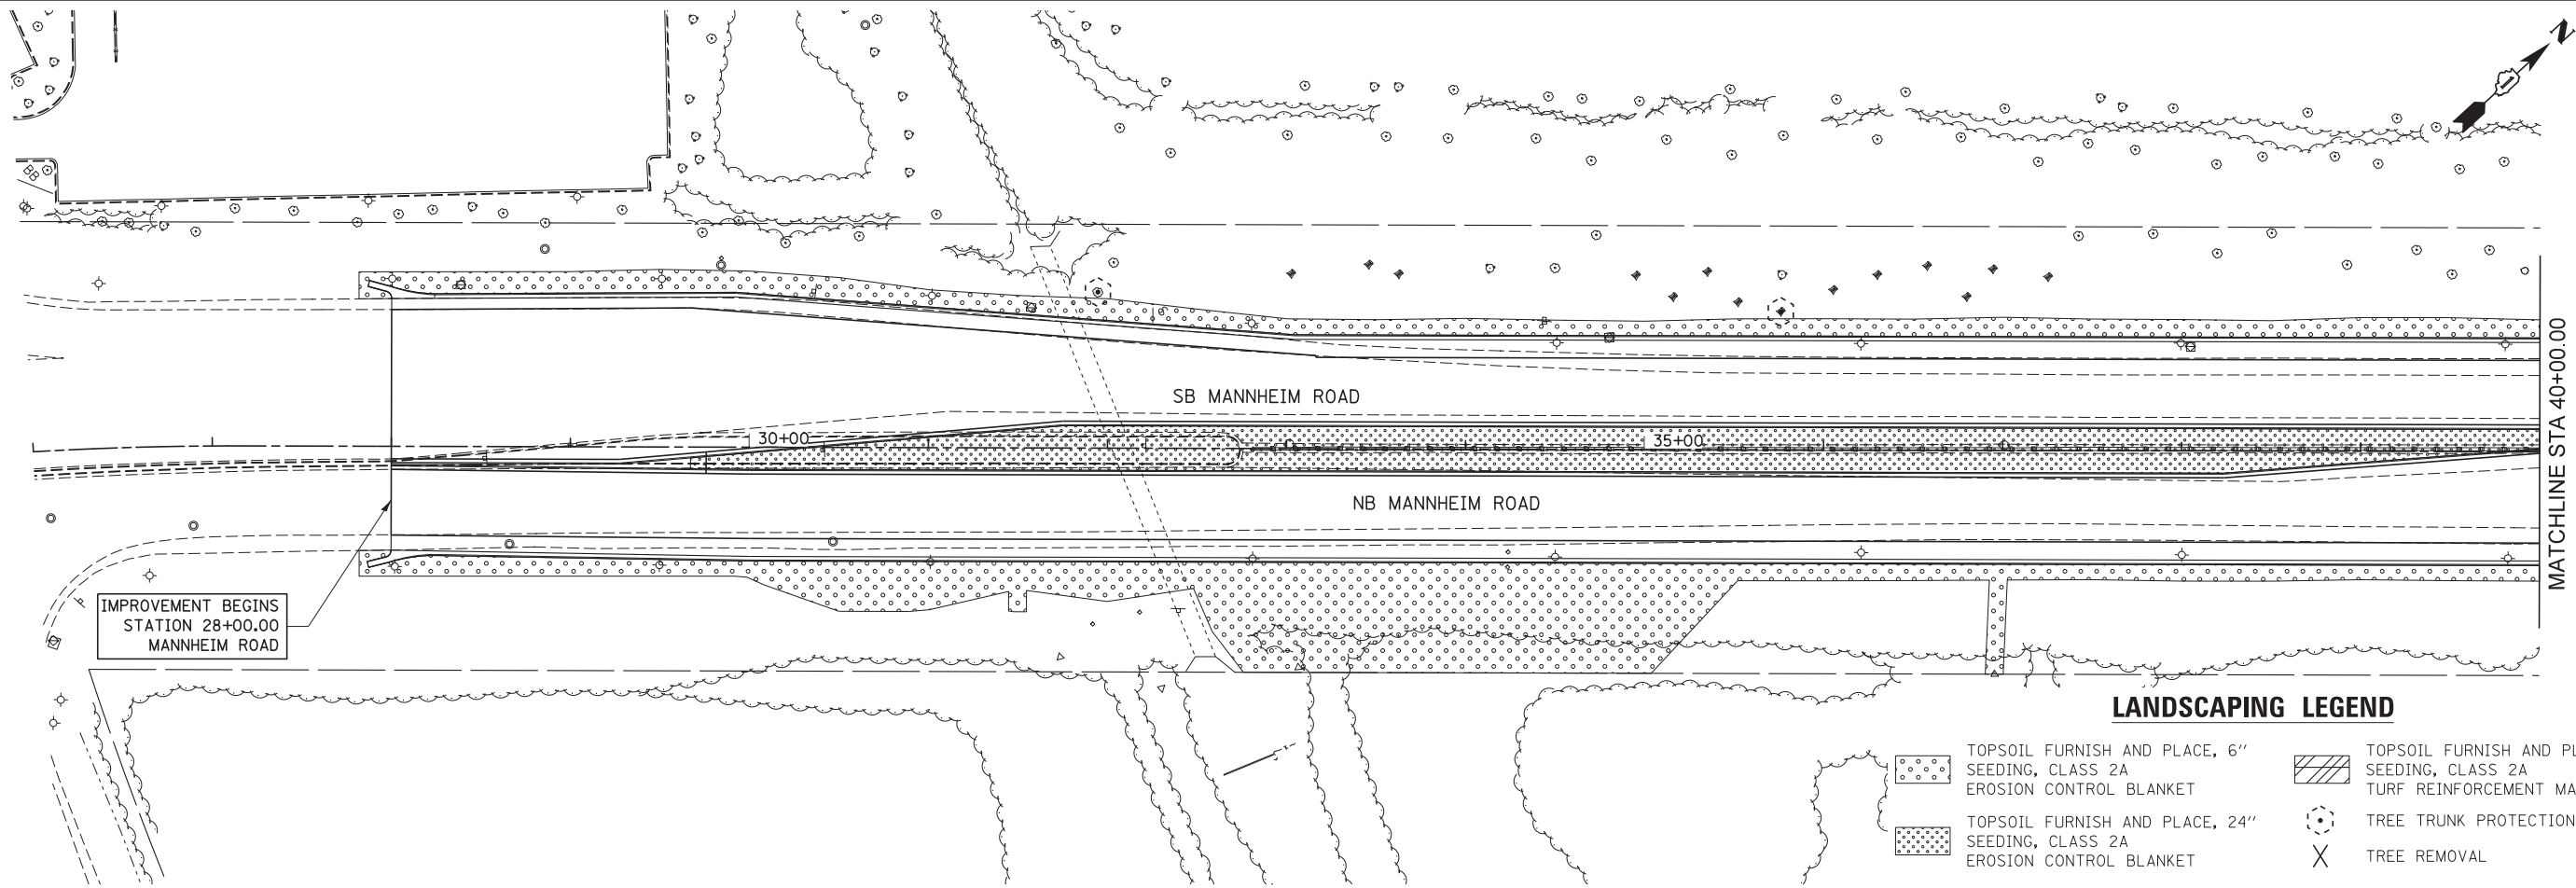 N
SB MANNHEIM ROAD
30+00
35+00
NB MANNHEIM ROAD
MATCHLINE STA 40+00.00
IMPROVEMENT BEGINS
STATION 28+00.00
MANNHEIM ROAD
LANDSCAPING LEGEND
TOPSOIL FURNISH AND PLACE, 6"
SEEDING, CLASS 2A
EROSION CONTROL BLANKET
TOPSOIL FURNISH AND PLACE, 24"
SEEDING, CLASS 2A
EROSION CONTROL BLANKET
TOPSOIL FURNISH AND PL
SEEDING, CLASS 2A
TURF REINFORCEMENT MA
TREE TRUNK PROTECTION
TREE REMOVAL